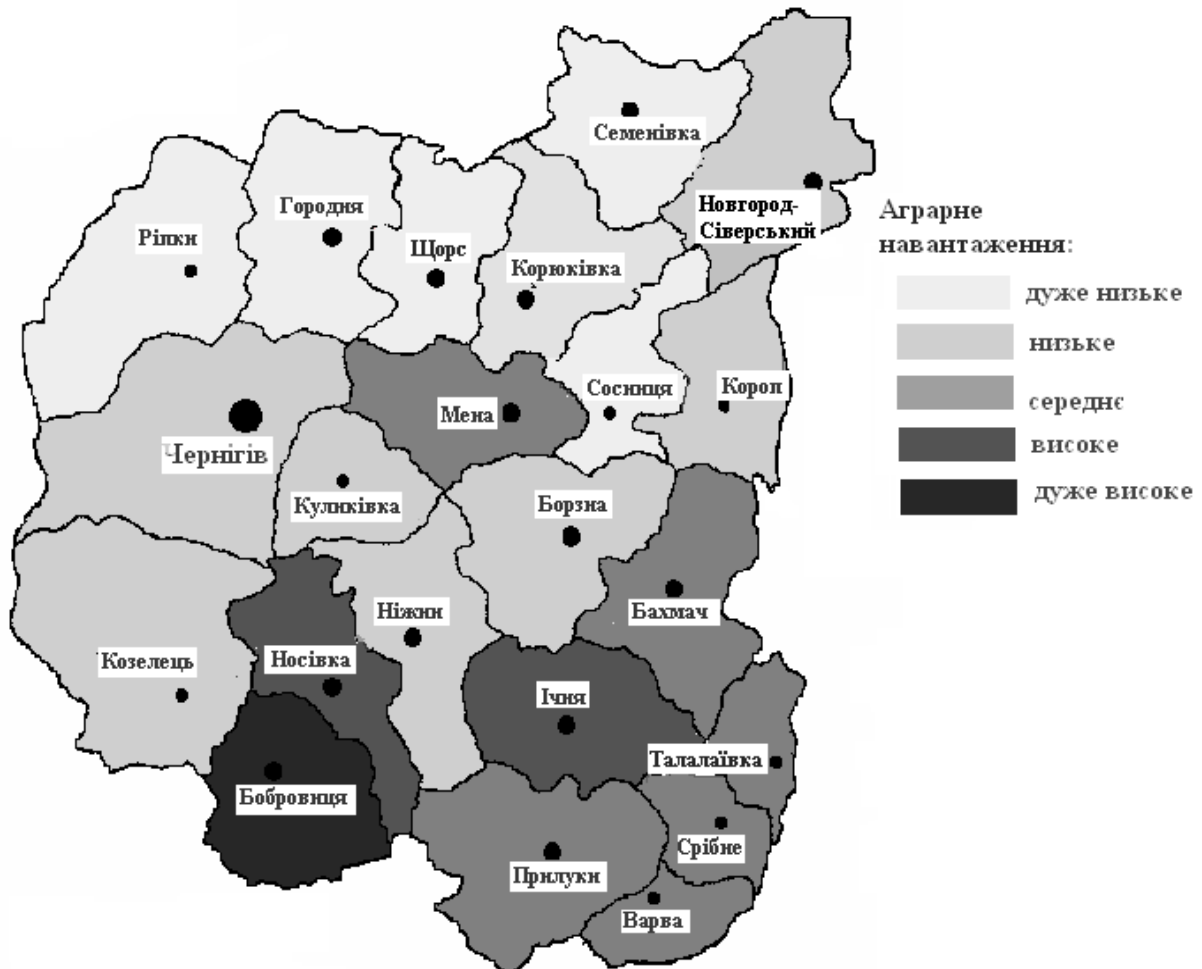 Семенівка
Новгород-
Сіверський
Городня
Ріпки
Щорс
Корюківка
Сосниця
Короп
Мена
Чернігів
Куликівка
Борзна
Бахмач
Ніжин
Козелець
Носівка
Ічня
Талалаївка
Бобровиця
Срібне
Прилуки
Варва
Аграрне
навантаження:
дуже низьке
низьке
середнє
високе
дуже високе